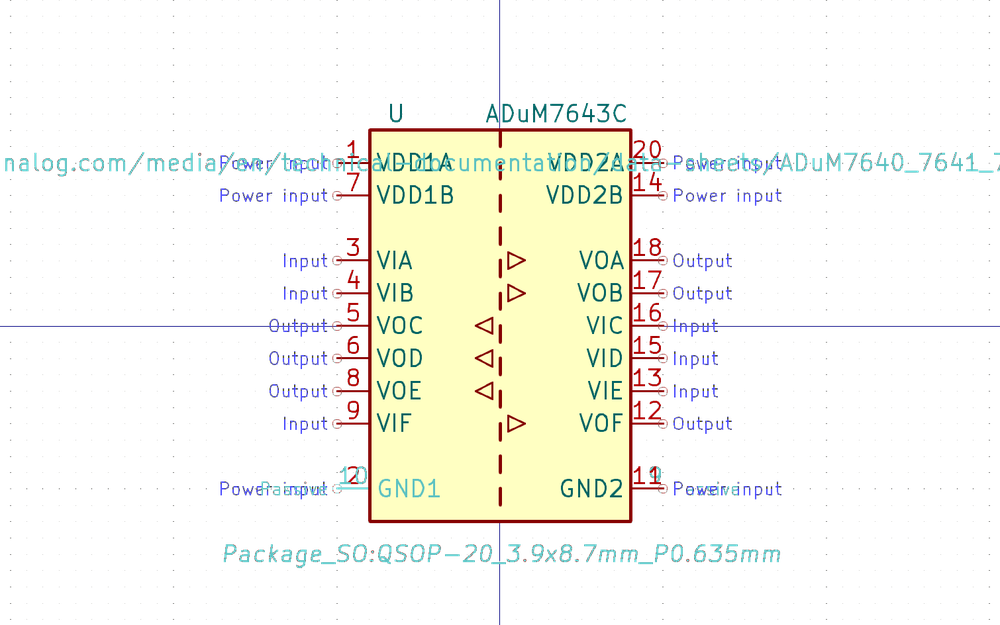 U ADuM7643C
nalog.com/media/en/technical-documentation/data-sheets/ADuM7640_7641_7
Power input 1 VDD1A VDD2A 20 Power input
Power input 7 VDD1B VDD2B 14 Power input
Input 3 VIA VOA 18 Output
Input 4 VIB VOB 17 Output
Output 5 VOC VIC 16 Input
Output 6 VOD VID 15 Input
Output 8 VOE VIE 13 Input
Input 9 VIF VOF 12 Output
Power input 2 10 GND1 GND2 11 Power input
Package_SO:QSOP-20_3.9x8.7mm_P0.635mm